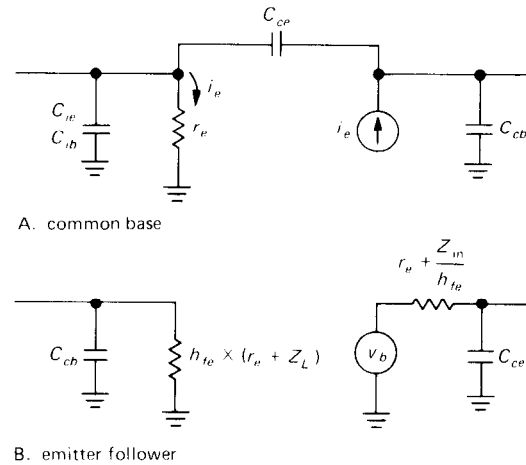 C_ce
i_e
C_ie
C_ib
r_e
i_e
C_cb
A. common base
r_e + Z_in / h_fe
C_cb
h_fe × (r_e + Z_L)
v_b
C_ce
B. emitter follower